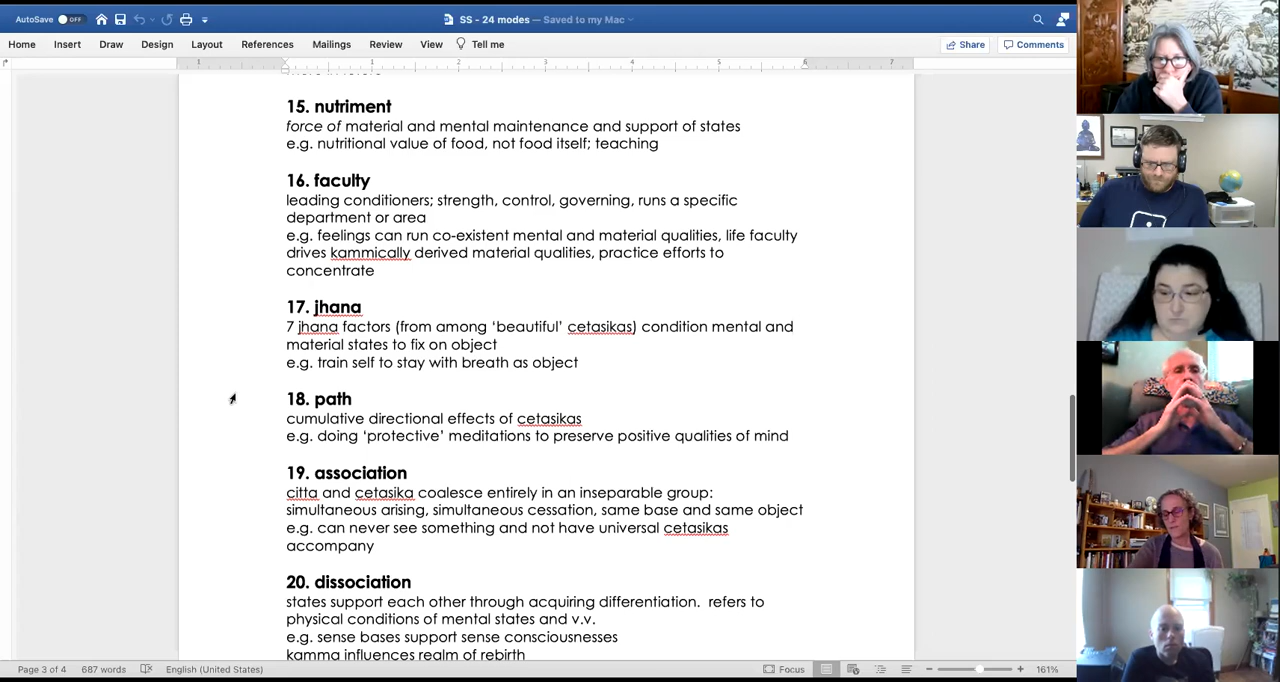 AutoSave OFF
SS - 24 modes — Saved to my Mac
Home Insert Draw Design Layout References Mailings Review View Tell me Share Comments
1 1 2 3 4 5 6 7
15. nutriment
force of material and mental maintenance and support of states
e.g. nutritional value of food, not food itself; teaching
16. faculty
leading conditioners; strength, control, governing, runs a specific
department or area
e.g. feelings can run co-existent mental and material qualities, life faculty
drives kammically derived material qualities, practice efforts to
concentrate
17. jhana
7 jhana factors (from among ‘beautiful’ cetasikas) condition mental and
material states to fix on object
e.g. train self to stay with breath as object
18. path
cumulative directional effects of cetasikas
e.g. doing ‘protective’ meditations to preserve positive qualities of mind
19. association
citta and cetasika coalesce entirely in an inseparable group:
simultaneous arising, simultaneous cessation, same base and same object
e.g. can never see something and not have universal cetasikas
accompany
20. dissociation
states support each other through acquiring differentiation.  refers to
physical conditions of mental states and v.v.
e.g. sense bases support sense consciousnesses
kamma influences realm of rebirth
Page 3 of 4 687 words English (United States) Focus 161%